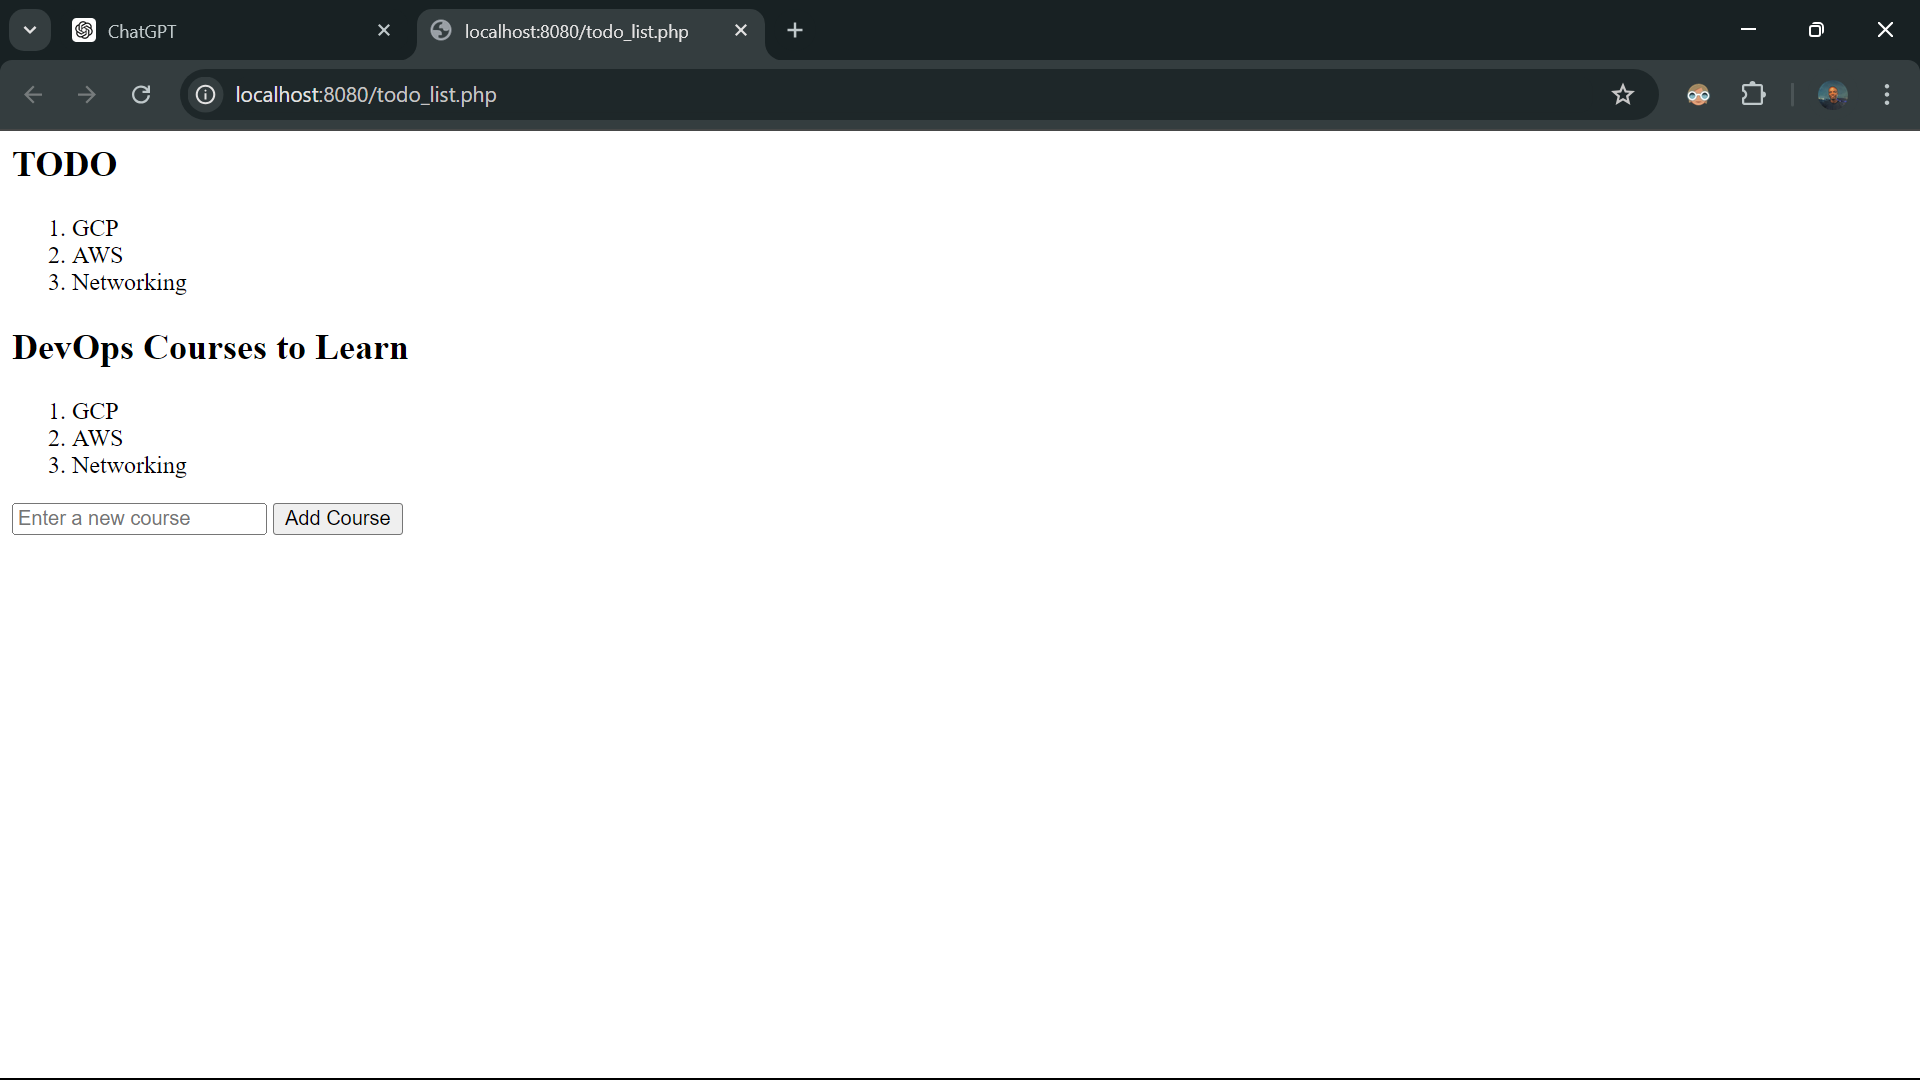 ChatGPT
localhost:8080/todo_list.php
localhost:8080/todo_list.php
TODO
1. GCP
2. AWS
3. Networking
DevOps Courses to Learn
1. GCP
2. AWS
3. Networking
Enter a new course Add Course